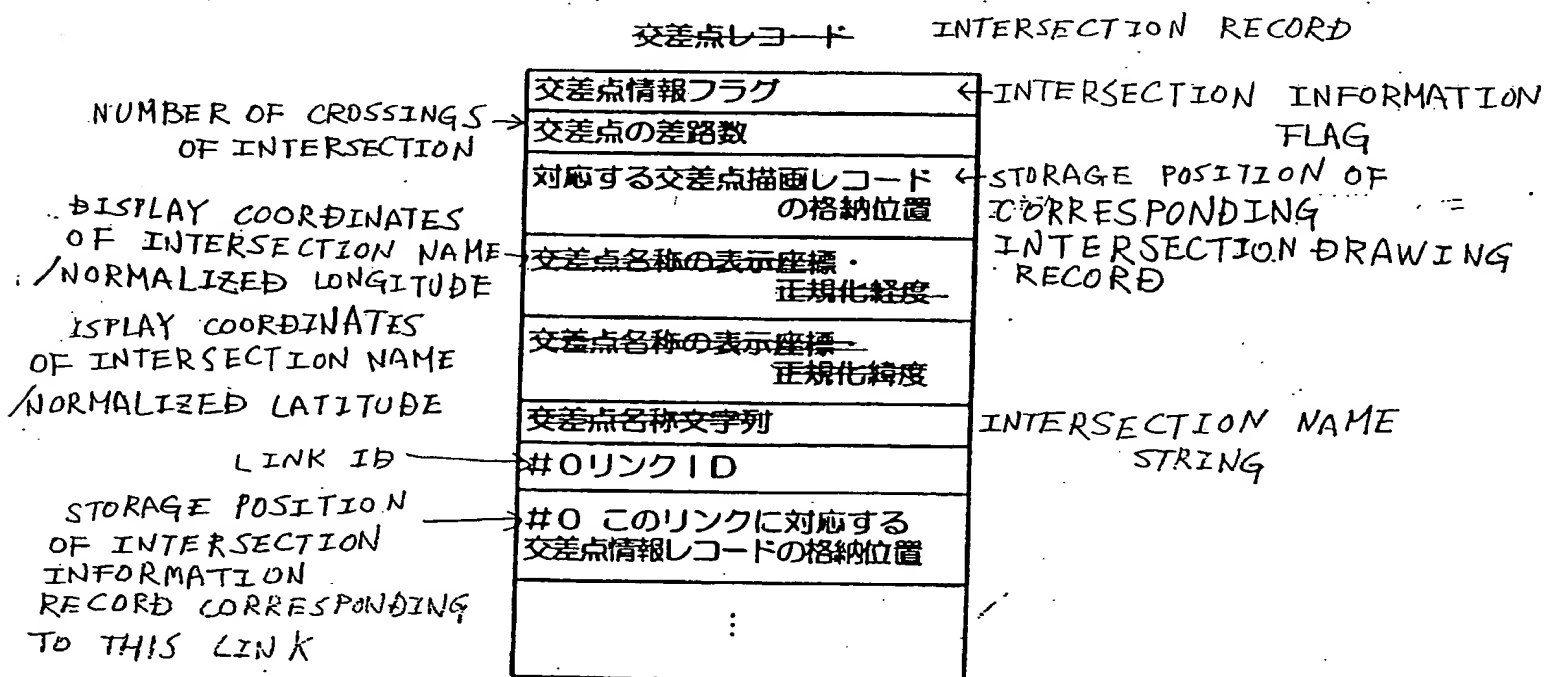 交差点レコード INTERSECTION RECORD
交差点情報フラグ
INTERSECTION INFORMATION
FLAG
NUMBER OF CROSSINGS
OF INTERSECTION
交差点の差路数
対応する交差点描画レコード
の格納位置
STORAGE POSITION OF
CORRESPONDING
INTERSECTION DRAWING
RECORD
DISPLAY COORDINATES
OF INTERSECTION NAME
/NORMALIZED LONGITUDE
交差点名称の表示座標・
正規化経度
ISPLAY COORDINATES
OF INTERSECTION NAME
/NORMALIZED LATITUDE
交差点名称の表示座標・
正規化緯度
交差点名称文字列
INTERSECTION NAME
STRING
LINK ID
#0リンクID
STORAGE POSITION
OF INTERSECTION
INFORMATION
RECORD CORRESPONDING
TO THIS LINK
#0 このリンクに対応する
交差点情報レコードの格納位置
⋮